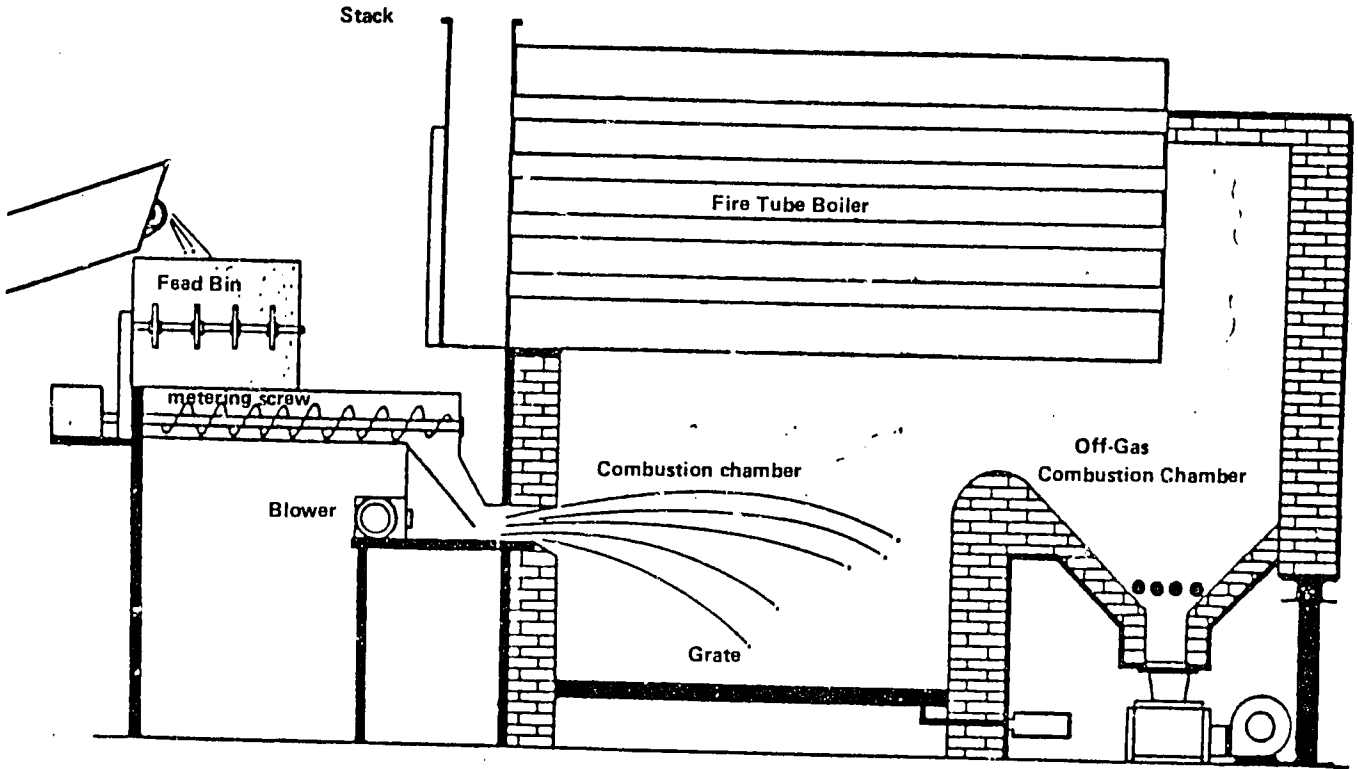 Stack
Fire Tube Boiler
Fead Bin
metering screw
Off-Gas
Combustion Chamber
Combustion chamber
Blower
Grate